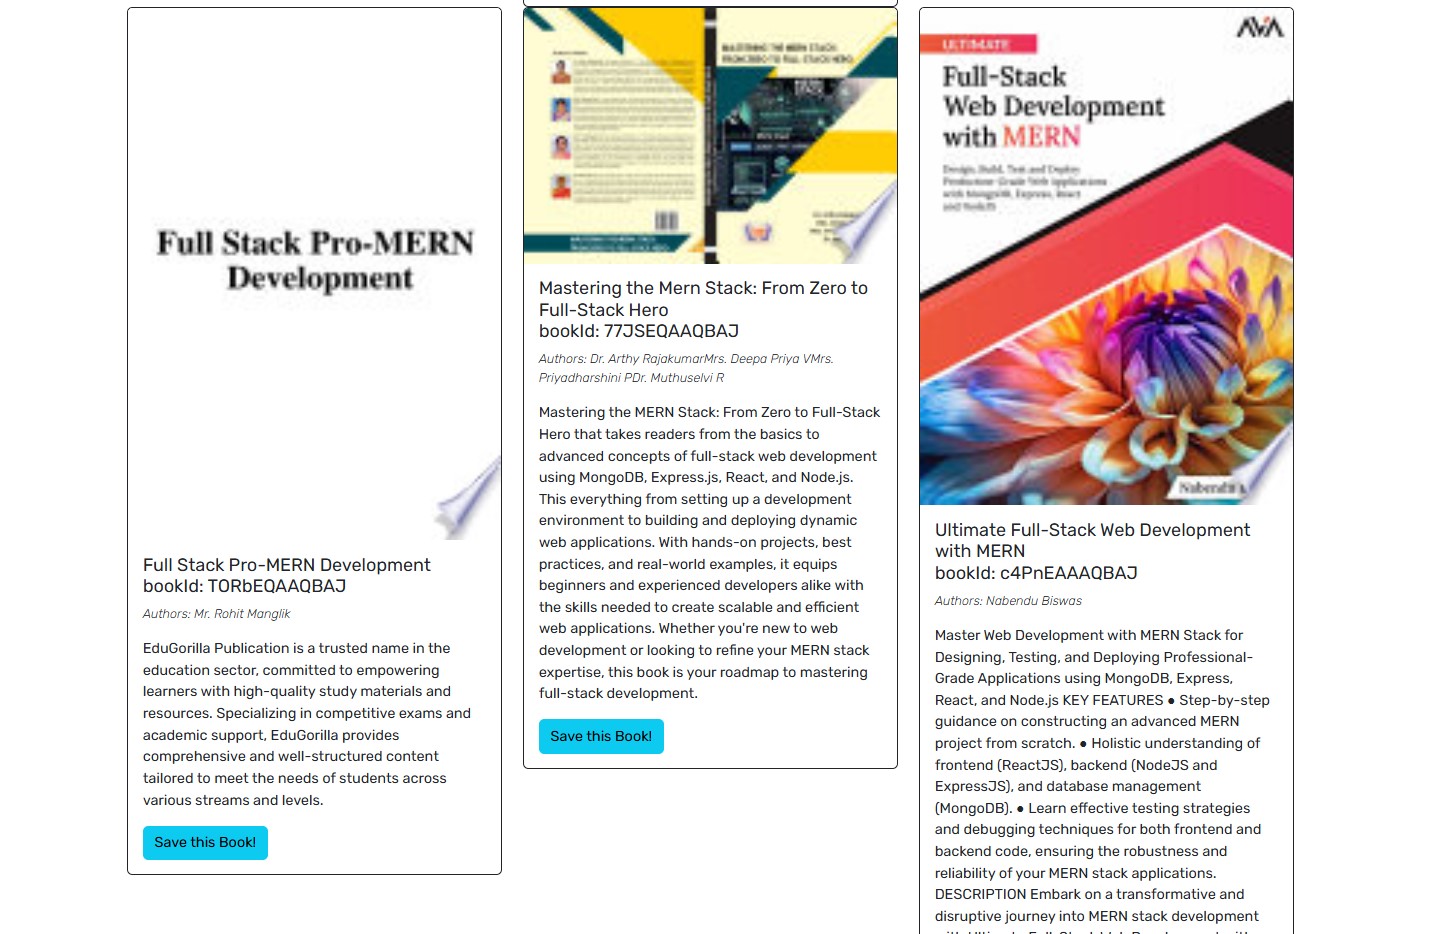 Full Stack Pro-MERN
Development
Full Stack Pro-MERN Development
bookId: TORbEQAAQBAJ
Authors: Mr. Rohit Manglik
EduGorilla Publication is a trusted name in the
education sector, committed to empowering
learners with high-quality study materials and
resources. Specializing in competitive exams and
academic support, EduGorilla provides
comprehensive and well-structured content
tailored to meet the needs of students across
various streams and levels.
Save this Book!
MASTERING THE MERN STACK:
FROM ZERO TO FULL-STACK HERO
Mastering the Mern Stack: From Zero to
Full-Stack Hero
bookId: 77JSEQAAQBAJ
Authors: Dr. Arthy RajakumarMrs. Deepa Priya VMrs.
Priyadharshini PDr. Muthuselvi R
Mastering the MERN Stack: From Zero to Full-Stack
Hero that takes readers from the basics to
advanced concepts of full-stack web development
using MongoDB, Express.js, React, and Node.js.
This everything from setting up a development
environment to building and deploying dynamic
web applications. With hands-on projects, best
practices, and real-world examples, it equips
beginners and experienced developers alike with
the skills needed to create scalable and efficient
web applications. Whether you're new to web
development or looking to refine your MERN stack
expertise, this book is your roadmap to mastering
full-stack development.
Save this Book!
AVA
ULTIMATE
Full-Stack
Web Development
with MERN
Design, Build, Test and Deploy
Production-Grade Web Applications
with MongoDB, Express, React
and NodeJS
Nabendu
Ultimate Full-Stack Web Development
with MERN
bookId: c4PnEAAAQBAJ
Authors: Nabendu Biswas
Master Web Development with MERN Stack for
Designing, Testing, and Deploying Professional-
Grade Applications using MongoDB, Express,
React, and Node.js KEY FEATURES ● Step-by-step
guidance on constructing an advanced MERN
project from scratch. ● Holistic understanding of
frontend (ReactJS), backend (NodeJS and
ExpressJS), and database management
(MongoDB). ● Learn effective testing strategies
and debugging techniques for both frontend and
backend code, ensuring the robustness and
reliability of your MERN stack applications.
DESCRIPTION Embark on a transformative and
disruptive journey into MERN stack development